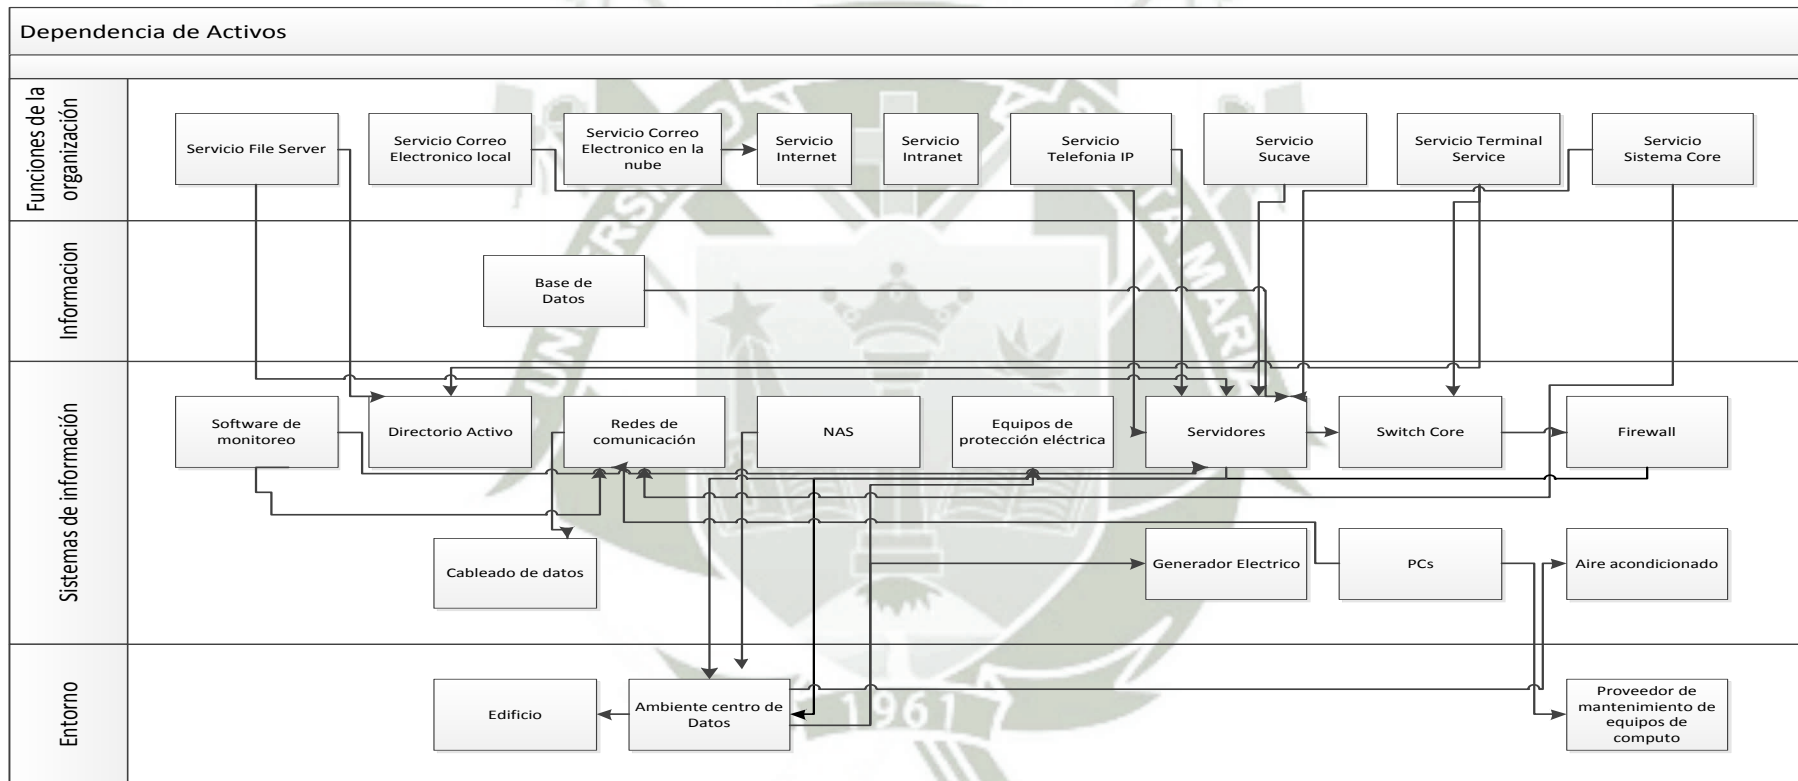 Dependencia de Activos
Funciones de la
organización
Servicio File Server
Servicio Correo
Electronico local
Servicio Correo
Electronico en la
nube
Servicio
Internet
Servicio
Intranet
Servicio
Telefonia IP
Servicio
Sucave
Servicio Terminal
Service
Servicio
Sistema Core
Informacion
Base de
Datos
Sistemas de información
Software de
monitoreo
Directorio Activo
Redes de
comunicación
NAS
Equipos de
protección eléctrica
Servidores
Switch Core
Firewall
Cableado de datos
Generador Electrico
PCs
Aire acondicionado
Entorno
Edificio
Ambiente centro de
Datos
Proveedor de
mantenimiento de
equipos de
computo
1961